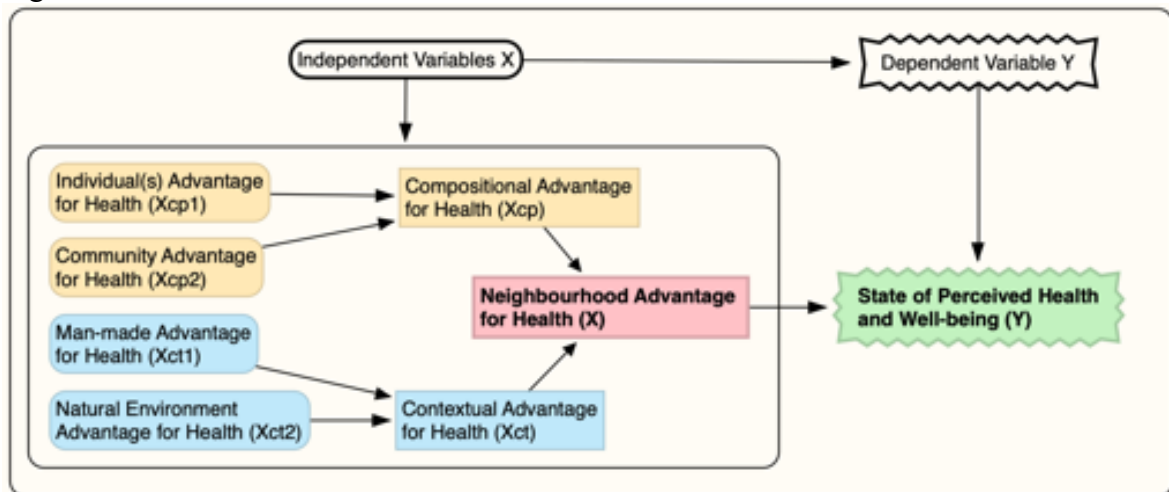 Independent Variables X
Dependent Variable Y
Individual(s) Advantage
for Health (Xcp1)
Compositional Advantage
for Health (Xcp)
Community Advantage
for Health (Xcp2)
Neighbourhood Advantage
for Health (X)
State of Perceived Health
and Well-being (Y)
Man-made Advantage
for Health (Xct1)
Natural Environment
Advantage for Health (Xct2)
Contextual Advantage
for Health (Xct)